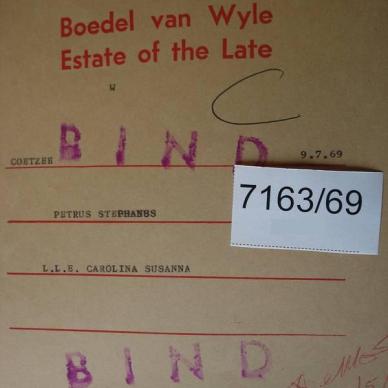 Boedel van Wyle
Estate of the Late
W
C
BIND
COETZEE
9.7.69
7163/69
PETRUS STEPHANUS
L.L.E. CAROLINA SUSANNA
BIND